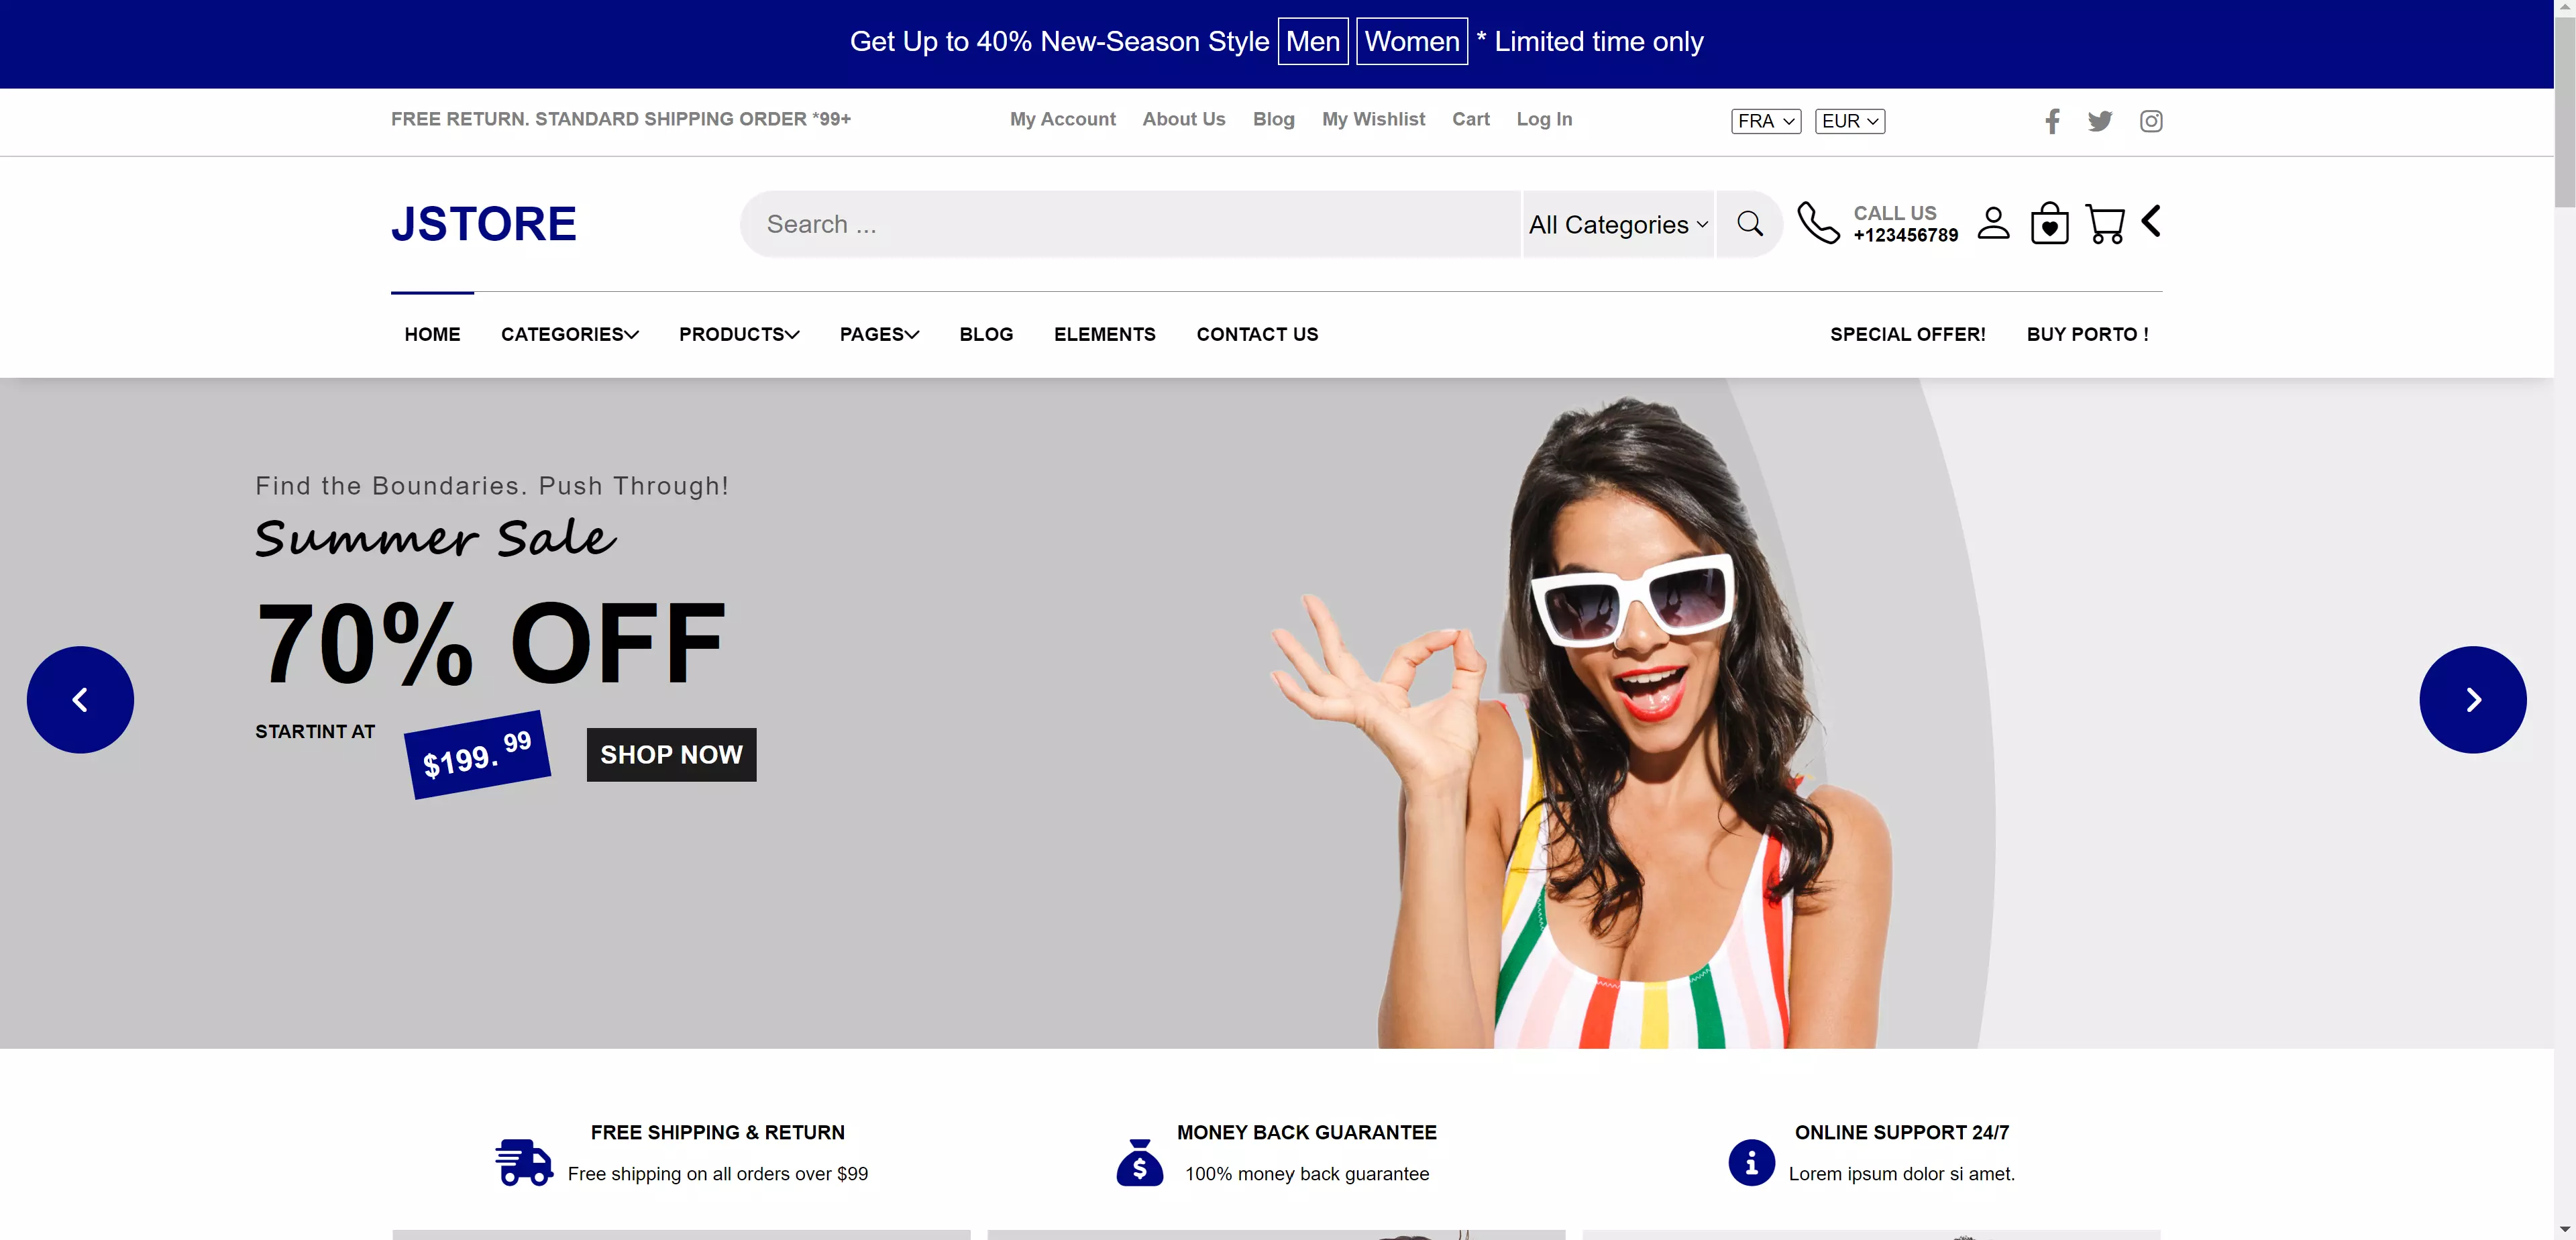 Get Up to 40% New-Season Style Men Women * Limited time only
FREE RETURN. STANDARD SHIPPING ORDER *99+
My Account About Us Blog My Wishlist Cart Log In
FRA EUR
JSTORE
Search ...
All Categories
CALL US
+123456789
HOME CATEGORIES PRODUCTS PAGES BLOG ELEMENTS CONTACT US
SPECIAL OFFER! BUY PORTO !
Find the Boundaries. Push Through!
Summer Sale
70% OFF
STARTINT AT
$199. 99
SHOP NOW
FREE SHIPPING & RETURN
Free shipping on all orders over $99
MONEY BACK GUARANTEE
100% money back guarantee
ONLINE SUPPORT 24/7
Lorem ipsum dolor si amet.